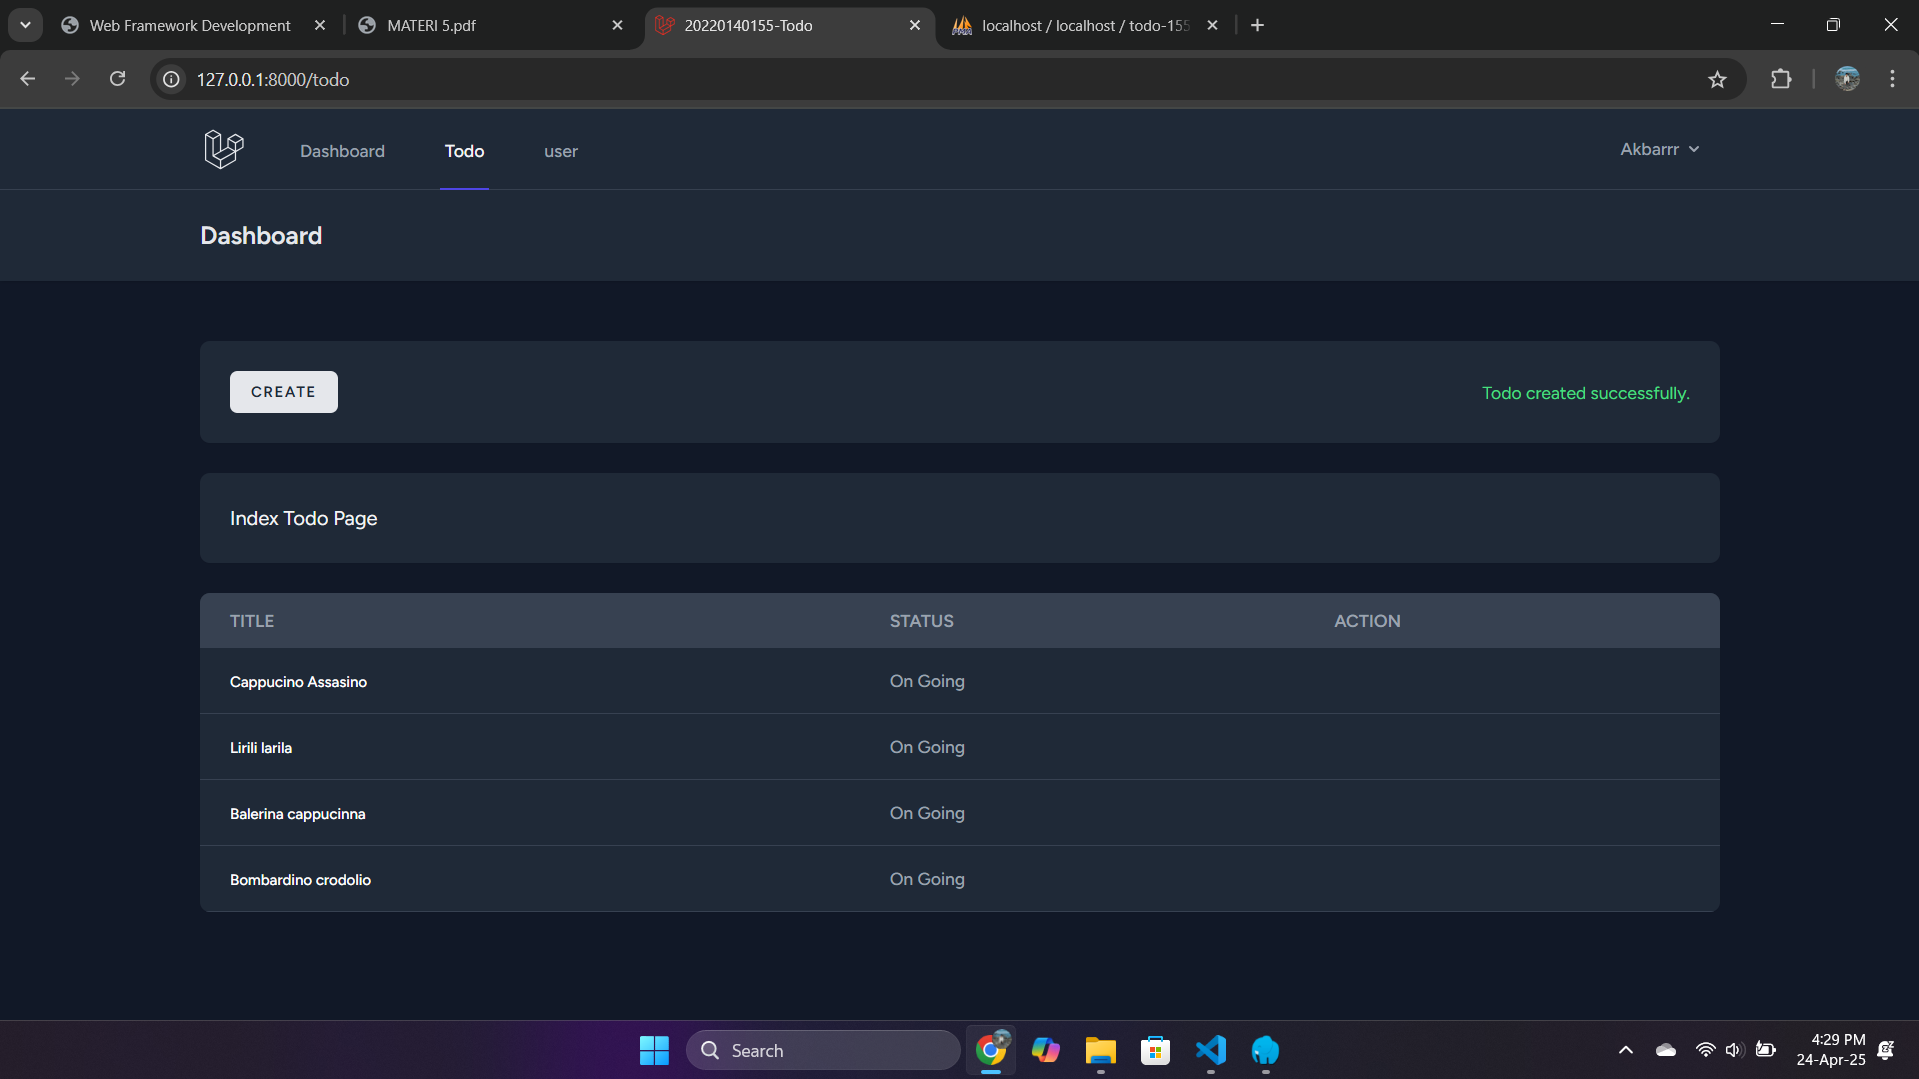 Web Framework Development
MATERI 5.pdf
20220140155-Todo
localhost / localhost / todo-155
127.0.0.1:8000/todo
Dashboard
Todo
user
Akbarrr
Dashboard
CREATE
Todo created successfully.
Index Todo Page
TITLE STATUS ACTION
Cappucino Assasino On Going
Lirili larila On Going
Balerina cappucinna On Going
Bombardino crodolio On Going
Search
4:29 PM
24-Apr-25